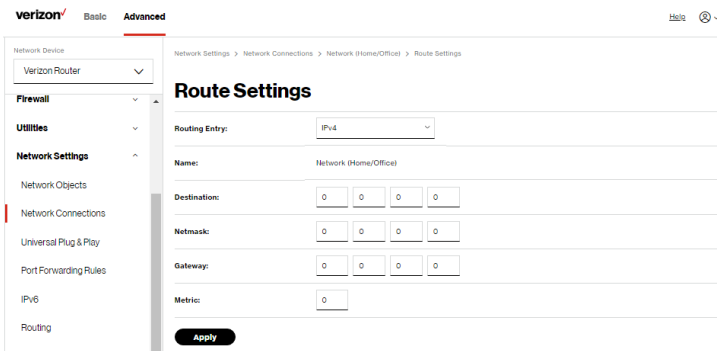 verizon✓ Basic Advanced Help
Network Device
Verizon Router
Firewall
Utilities
Network Settings
Network Objects
Network Connections
Universal Plug & Play
Port Forwarding Rules
IPv6
Routing
Network Settings > Network Connections > Network (Home/Office) > Route Settings
Route Settings
Routing Entry: IPv4
Name: Network (Home/Office)
Destination: 0 0 0 0
Netmask: 0 0 0 0
Gateway: 0 0 0 0
Metric: 0
Apply